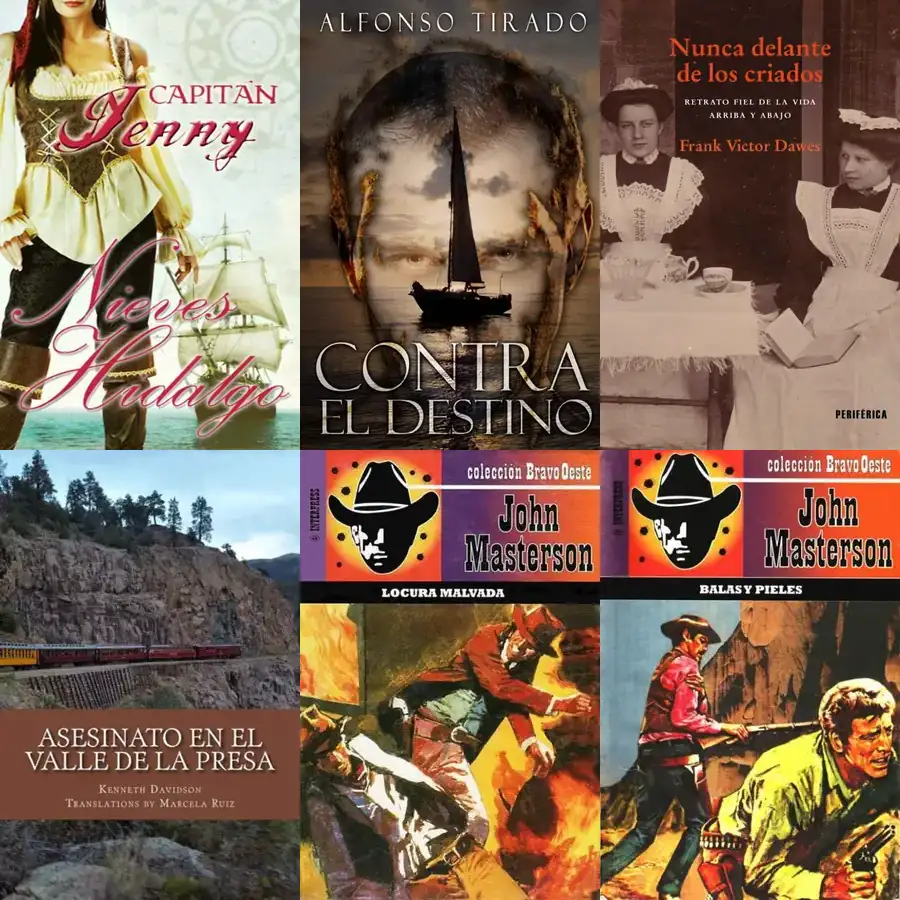 CAPITÁN
Jenny
Nieves
Hidalgo
ALFONSO TIRADO
CONTRA
EL DESTINO
Nunca delante
de los criados
RETRATO FIEL DE LA VIDA
ARRIBA Y ABAJO
Frank Victor Dawes
PERIFÉRICA
ASESINATO EN EL
VALLE DE LA PRESA
KENNETH DAVIDSON
TRANSLATIONS BY MARCELA RUIZ
INTERPRESS
colección Bravo Oeste
John
Masterson
LOCURA MALVADA
INTERPRESS
colección Bravo Oeste
John
Masterson
BALAS Y PIELES